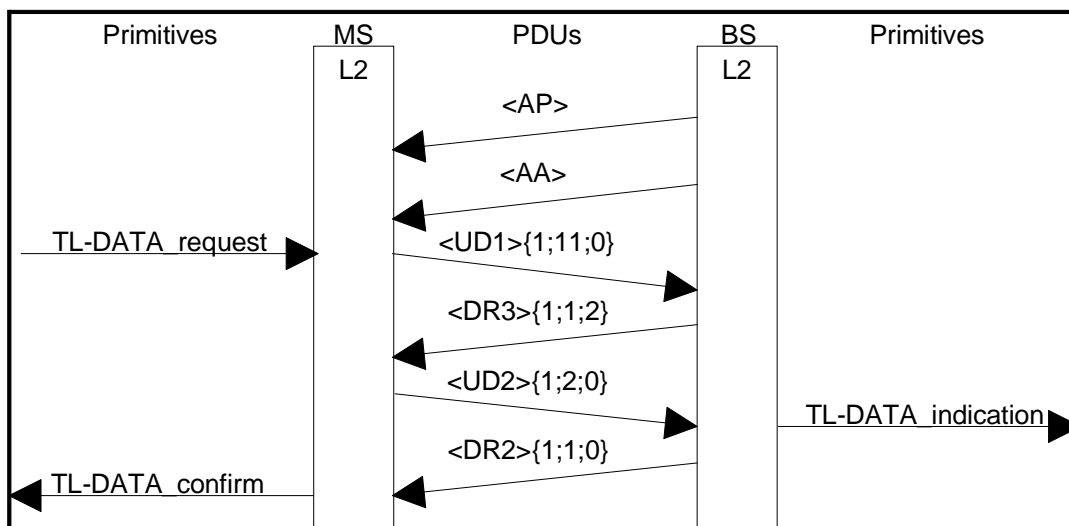 Primitives MS PDUs BS Primitives
L2 L2
<AP>
<AA>
TL-DATA_request <UD1>{1;11;0}
<DR3>{1;1;2}
<UD2>{1;2;0}
TL-DATA_indication
<DR2>{1;1;0}
TL-DATA_confirm